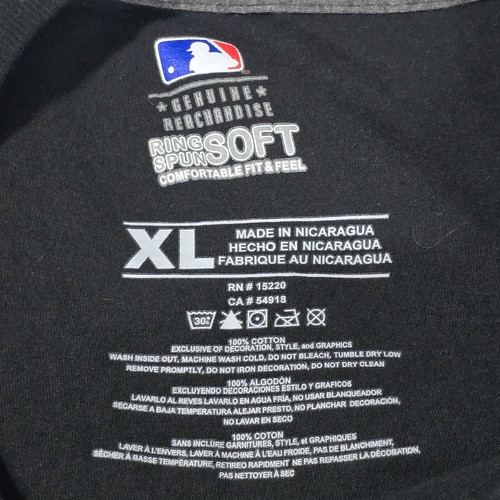 GENUINE
MERCHANDISE
RING SPUN SOFT
COMFORTABLE FIT & FEEL
XL
MADE IN NICARAGUA
HECHO EN NICARAGUA
FABRIQUE AU NICARAGUA
RN # 15220
CA # 54918
30°
100% COTTON
EXCLUSIVE OF DECORATION, STYLE, and GRAPHICS
WASH INSIDE OUT, MACHINE WASH COLD, DO NOT BLEACH, TUMBLE DRY LOW
REMOVE PROMPTLY, DO NOT IRON DECORATION, DO NOT DRY CLEAN
100% ALGODÓN
EXCLUYENDO DECORACIONES ESTILO Y GRAFICOS
LAVARLO AL REVES LAVARLO EN AGUA FRÍA, NO USAR BLANQUEADOR
SECARSE A BAJA TEMPERATURA ALEJAR PRESTO, NO PLANCHAR DECORACIÓN,
NO LAVAR EN SECO
100% COTON
SANS INCLURE GARNITURES, STYLE, et GRAPHIQUES
LAVER À L'ENVERS, LAVER À MACHINE À L'EAU FROIDE, PAS DE BLANCHIMENT,
SÉCHER À BASSE TEMPÉRATURE, RETIREO RAPIDMENT NE PAS REPASSER LA DÉCOBRATION,
PAS NETTOYER À SEC